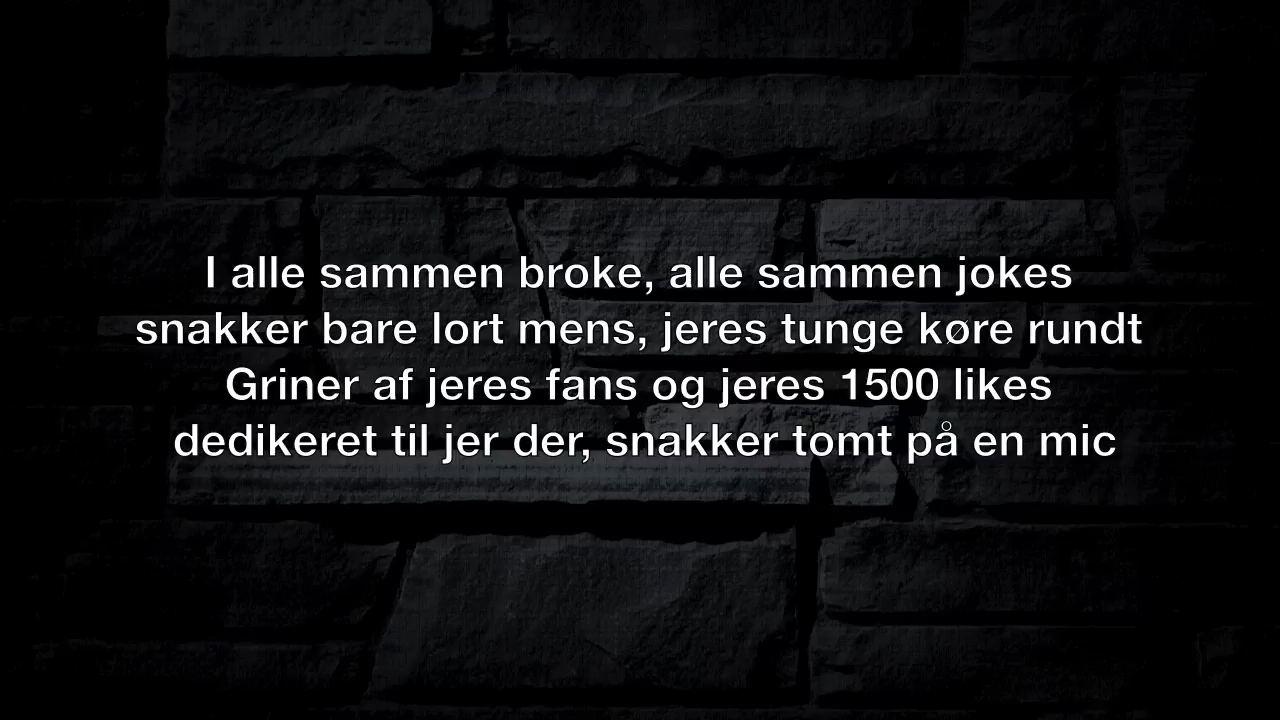 I alle sammen broke, alle sammen jokes
snakker bare lort mens, jeres tunge køre rundt
Griner af jeres fans og jeres 1500 likes
dedikeret til jer der, snakker tomt på en mic